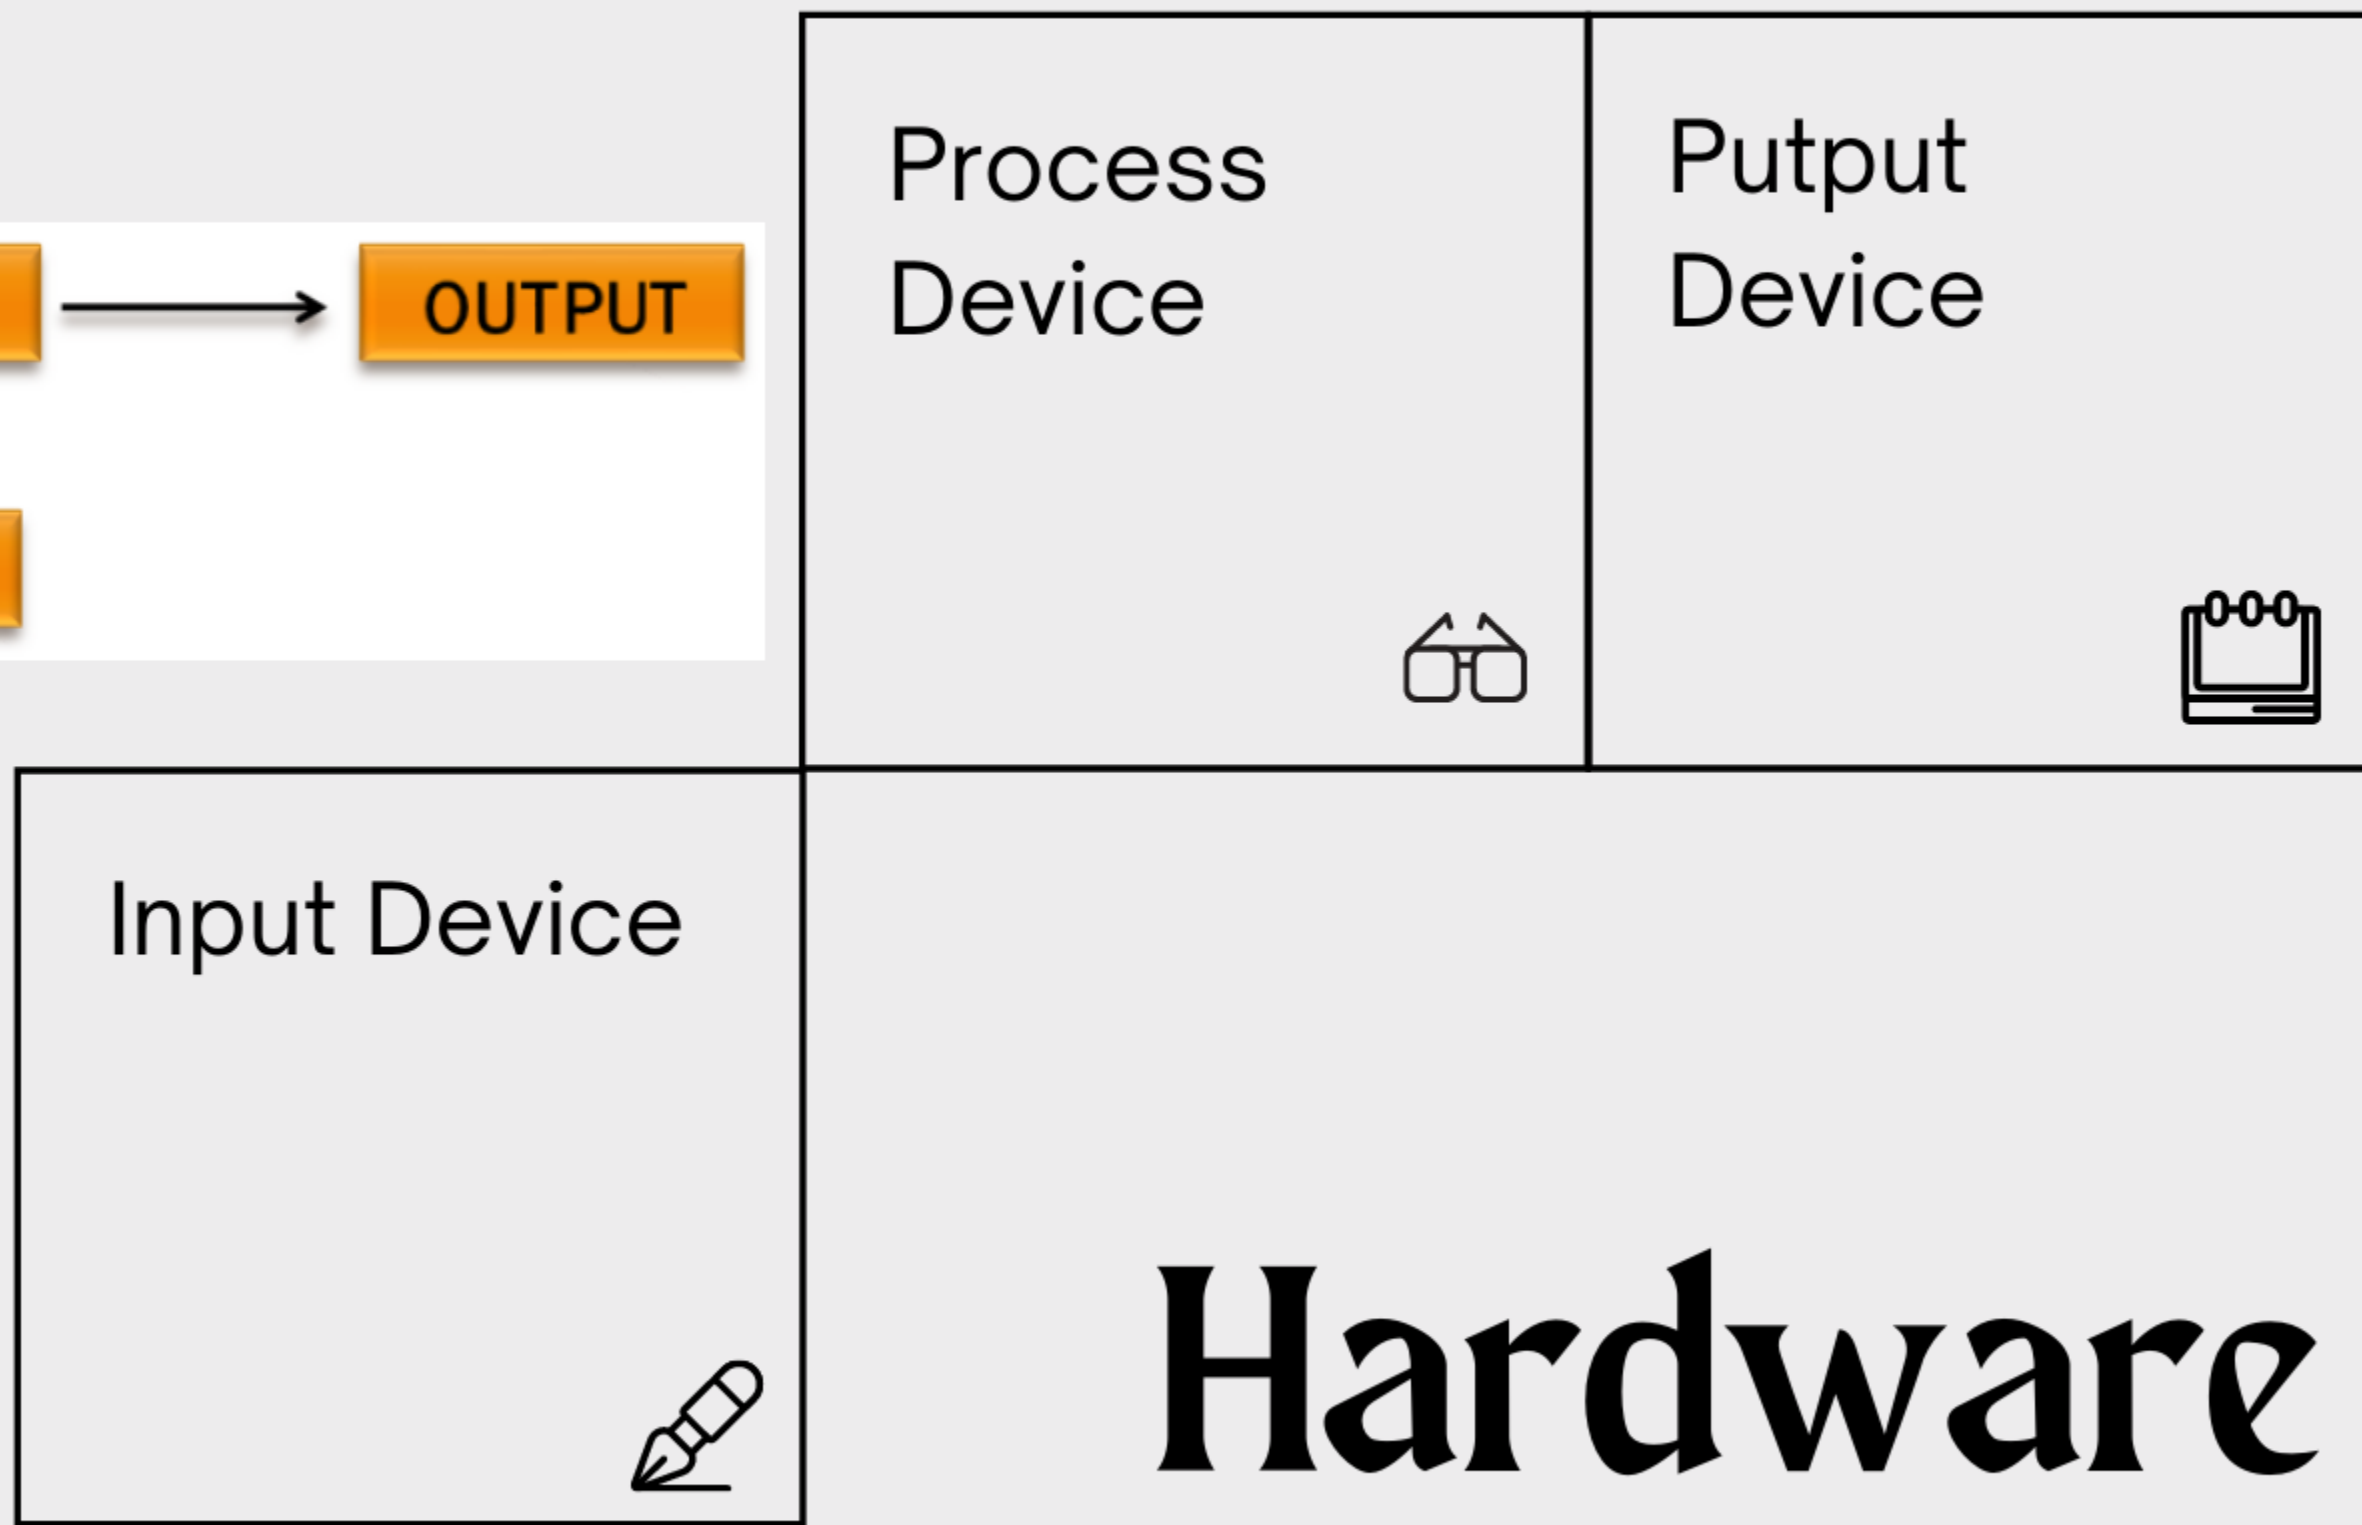 OUTPUT
Process
Device
Putput
Device
Input Device
Hardware